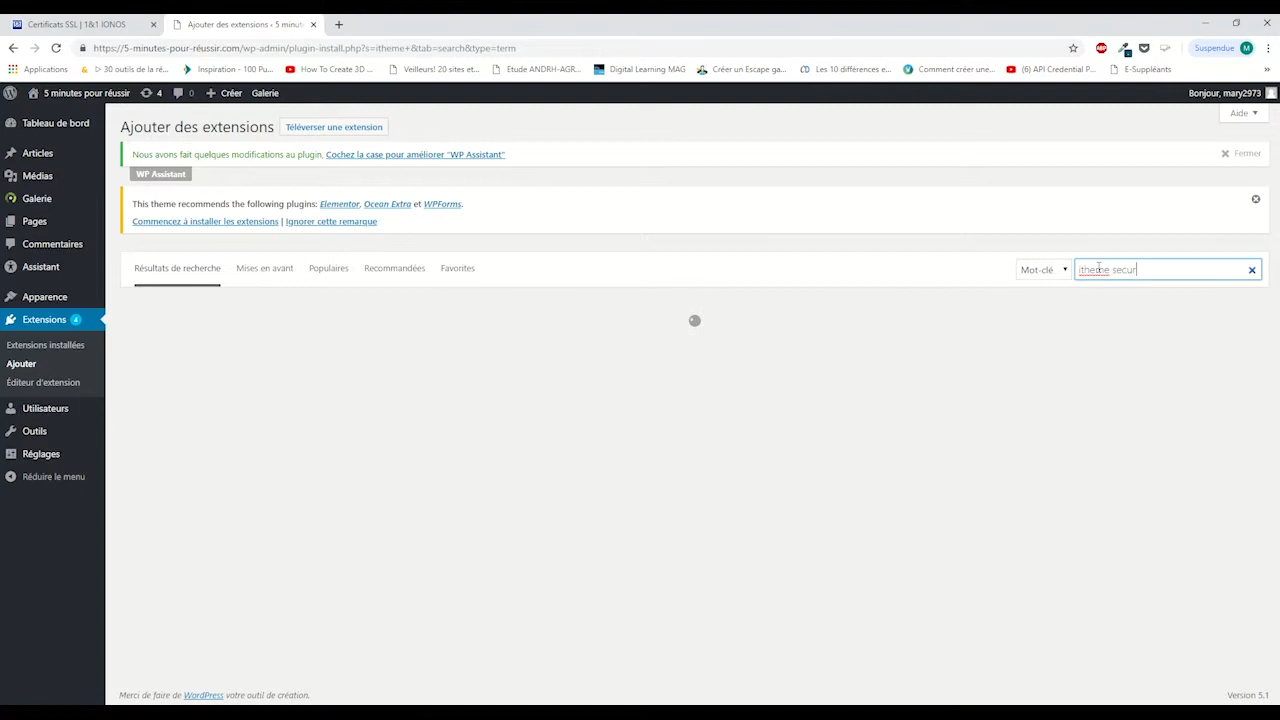 Certificats SSL | 1&1 IONOS
Ajouter des extensions ‹ 5 minut
https://5-minutes-pour-réussir.com/wp-admin/plugin-install.php?s=itheme+&tab=search&type=term
Suspendue M
Applications
30 outils de la ré...
Inspiration - 100 Pu...
How To Create 3D ...
Veilleurs! 20 sites et...
Etude ANDRH-AGR...
Digital Learning MAG
Créer un Escape ga...
Les 10 différences e...
Comment créer une...
(6) API Credential P...
E-Suppléants
5 minutes pour réussir
4
0
Créer
Galerie
Bonjour, mary2973
Tableau de bord
Articles
Médias
Galerie
Pages
Commentaires
Assistant
Apparence
Extensions 4
Extensions installées
Ajouter
Éditeur d'extension
Utilisateurs
Outils
Réglages
Réduire le menu
Aide
Ajouter des extensions
Téléverser une extension
Nous avons fait quelques modifications au plugin, Cochez la case pour améliorer "WP Assistant"
Fermer
WP Assistant
This theme recommends the following plugins: Elementor, Ocean Extra et WPForms.
Commencez à installer les extensions | Ignorer cette remarque
Résultats de recherche
Mises en avant
Populaires
Recommandées
Favorites
Mot-clé
itheme secur
Merci de faire de WordPress votre outil de création.
Version 5.1